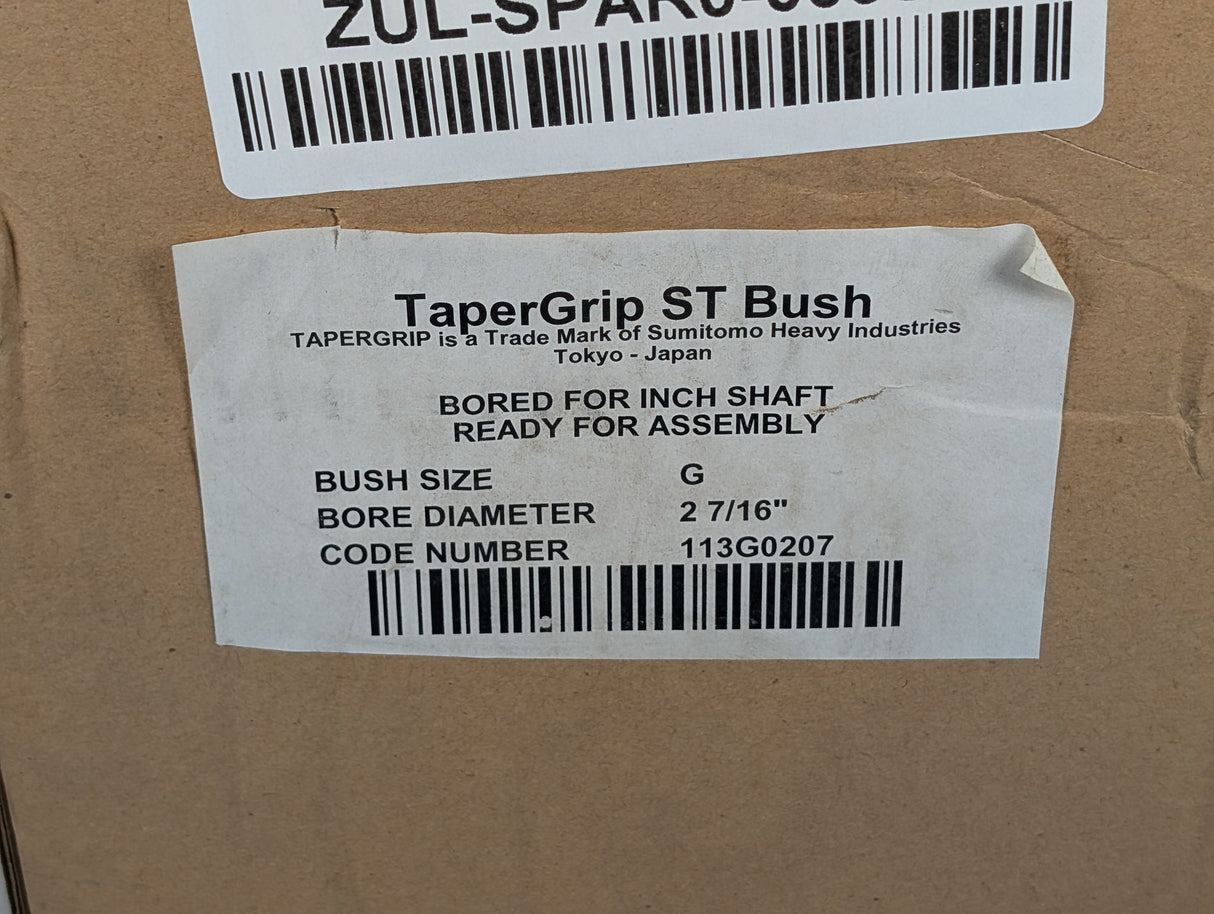 TaperGrip ST Bush
TAPERGRIP is a Trade Mark of Sumitomo Heavy Industries
Tokyo - Japan
BORED FOR INCH SHAFT
READY FOR ASSEMBLY
BUSH SIZE G
BORE DIAMETER 2 7/16"
CODE NUMBER 113G0207